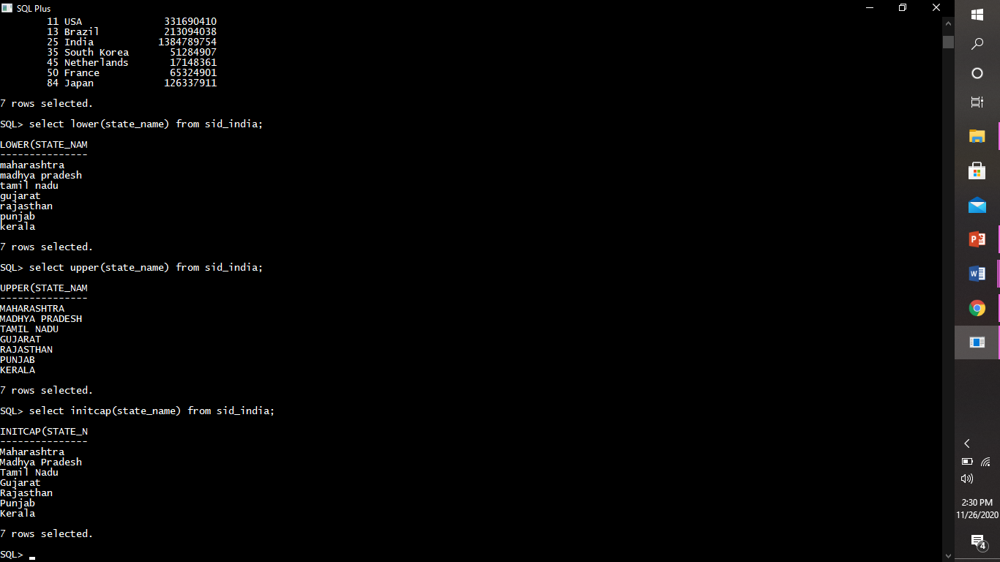 SQL Plus
11 USA 331690410
13 Brazil 213094038
25 India 1384789754
35 South Korea 51284907
45 Netherlands 17148361
50 France 65324901
84 Japan 126337911
7 rows selected.
SQL> select lower(state_name) from sid_india;
LOWER(STATE_NAM
---------------
maharashtra
madhya pradesh
tamil nadu
gujarat
rajasthan
punjab
kerala
7 rows selected.
SQL> select upper(state_name) from sid_india;
UPPER(STATE_NAM
---------------
MAHARASHTRA
MADHYA PRADESH
TAMIL NADU
GUJARAT
RAJASTHAN
PUNJAB
KERALA
7 rows selected.
SQL> select initcap(state_name) from sid_india;
INITCAP(STATE_N
---------------
Maharashtra
Madhya Pradesh
Tamil Nadu
Gujarat
Rajasthan
Punjab
Kerala
7 rows selected.
SQL>
P
W
2:30 PM
11/26/2020
4